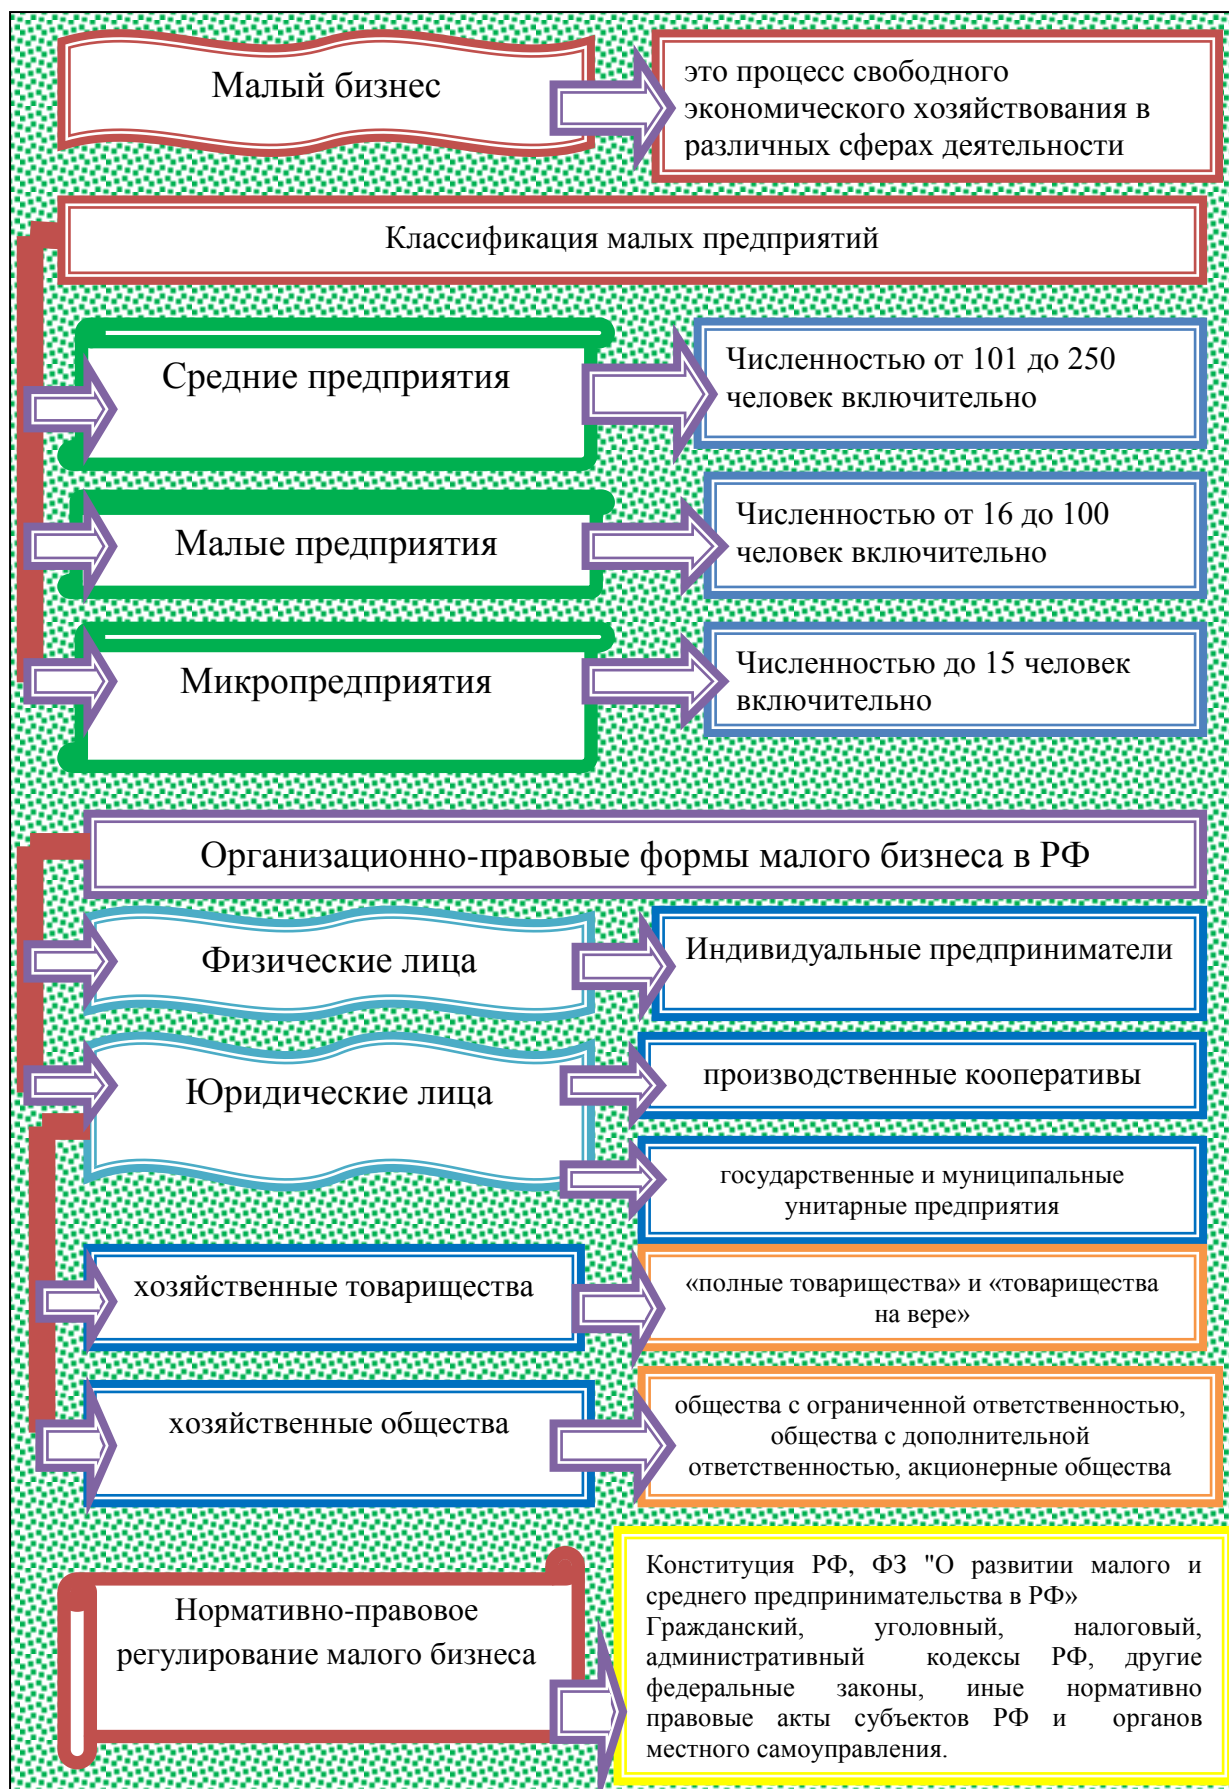 Малый бизнес
это процесс свободного
экономического хозяйствования в
различных сферах деятельности
Классификация малых предприятий
Средние предприятия
Численностью от 101 до 250
человек включительно
Малые предприятия
Численностью от 16 до 100
человек включительно
Микропредприятия
Численностью до 15 человек
включительно
Организационно-правовые формы малого бизнеса в РФ
Физические лица
Индивидуальные предприниматели
Юридические лица
производственные кооперативы
государственные и муниципальные
унитарные предприятия
хозяйственные товарищества
«полные товарищества» и «товарищества
на вере»
хозяйственные общества
общества с ограниченной ответственностью,
общества с дополнительной
ответственностью, акционерные общества
Нормативно-правовое
регулирование малого бизнеса
Конституция РФ, ФЗ "О развитии малого и
среднего предпринимательства в РФ»
Гражданский, уголовный, налоговый,
административный кодексы РФ, другие
федеральные законы, иные нормативно
правовые акты субъектов РФ и органов
местного самоуправления.